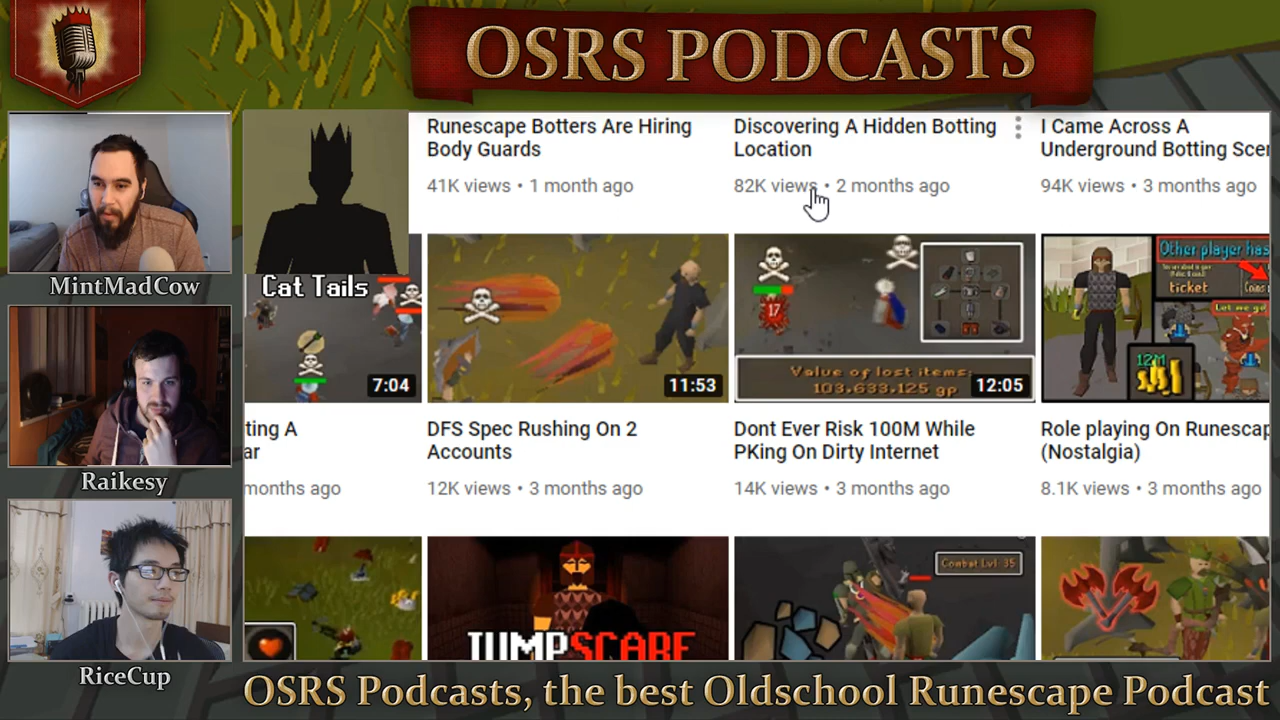 OSRS PODCASTS
Runescape Botters Are Hiring
Body Guards
41K views • 1 month ago
Discovering A Hidden Botting
Location
82K views • 2 months ago
I Came Across A
Underground Botting Scen
94K views • 3 months ago
MintMadCow
Cat Tails
7:04
11:53
17
Value of lost items:
103,633,125 gp
12:05
Other player has
ticket
Let me go
12M
ting A
ar
months ago
DFS Spec Rushing On 2
Accounts
12K views • 3 months ago
Dont Ever Risk 100M While
PKing On Dirty Internet
14K views • 3 months ago
Role playing On Runescap
(Nostalgia)
8.1K views • 3 months ago
Raikesy
JUMPSCARE
Combat Lvl: 35
RiceCup
OSRS Podcasts, the best Oldschool Runescape Podcast